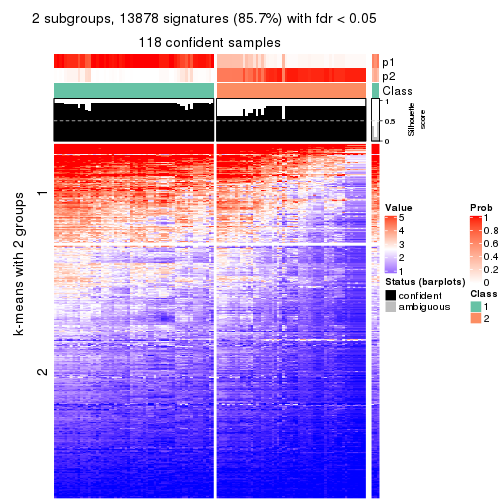 2 subgroups, 13878 signatures (85.7%) with fdr < 0.05
118 confident samples
p1
p2
Class
1
0.5
0
Silhouette
score
k-means with 2 groups
1
2
Value
5
4
3
2
1
Status (barplots)
confident
ambiguous
Prob
1
0.8
0.6
0.4
0.2
0
Class
1
2